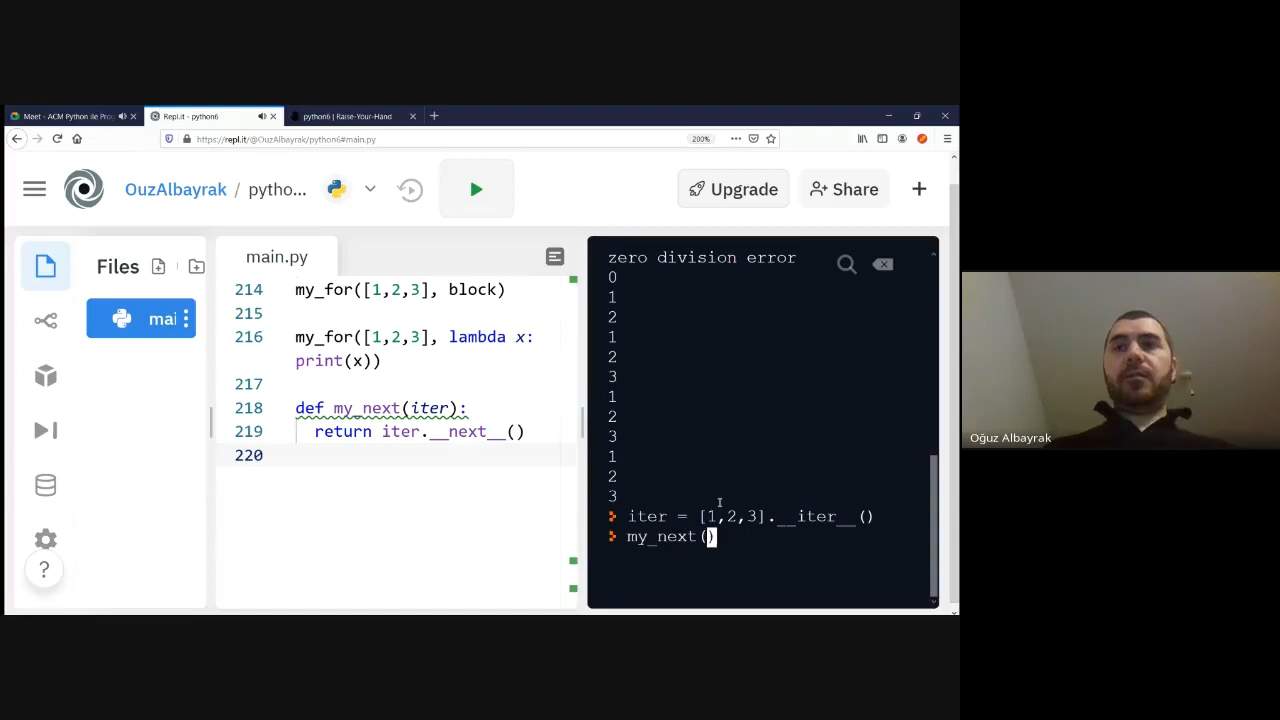 Meet - ACM Python ile Pro
Repl.it - python6
python6 | Raise-Your-Hand
https://repl.it/@OuzAlbayrak/python6#main.py
200%
OuzAlbayrak / pytho...
Upgrade
Share
Files
mai
main.py
214 my_for([1,2,3], block)
215
216 my_for([1,2,3], lambda x:
print(x))
217
218 def my_next(iter):
219 return iter.__next__()
220
?
zero division error
0
1
2
1
2
3
1
2
3
1
2
3
iter = [1,2,3].__iter__()
my_next()
Oğuz Albayrak